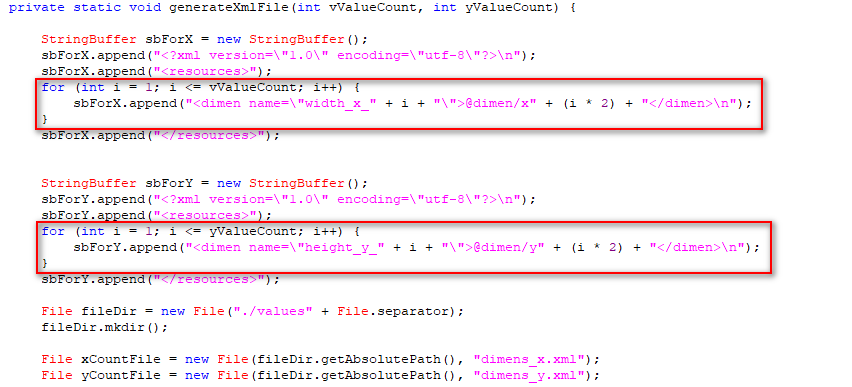 private static void generateXmlFile(int vValueCount, int yValueCount) {
StringBuffer sbForX = new StringBuffer();
sbForX.append("<?xml version=\"1.0\" encoding=\"utf-8\"?>\n");
sbForX.append("<resources>");
for (int i = 1; i <= vValueCount; i++) {
sbForX.append("<dimen name=\"width_x_" + i + "\">@dimen/x" + (i * 2) + "</dimen>\n");
}
sbForX.append("</resources>");
StringBuffer sbForY = new StringBuffer();
sbForY.append("<?xml version=\"1.0\" encoding=\"utf-8\"?>\n");
sbForY.append("<resources>");
for (int i = 1; i <= yValueCount; i++) {
sbForY.append("<dimen name=\"height_y_" + i + "\">@dimen/y" + (i * 2) + "</dimen>\n");
}
sbForY.append("</resources>");
File fileDir = new File("./values" + File.separator);
fileDir.mkdir();
File xCountFile = new File(fileDir.getAbsolutePath(), "dimens_x.xml");
File yCountFile = new File(fileDir.getAbsolutePath(), "dimens_y.xml");